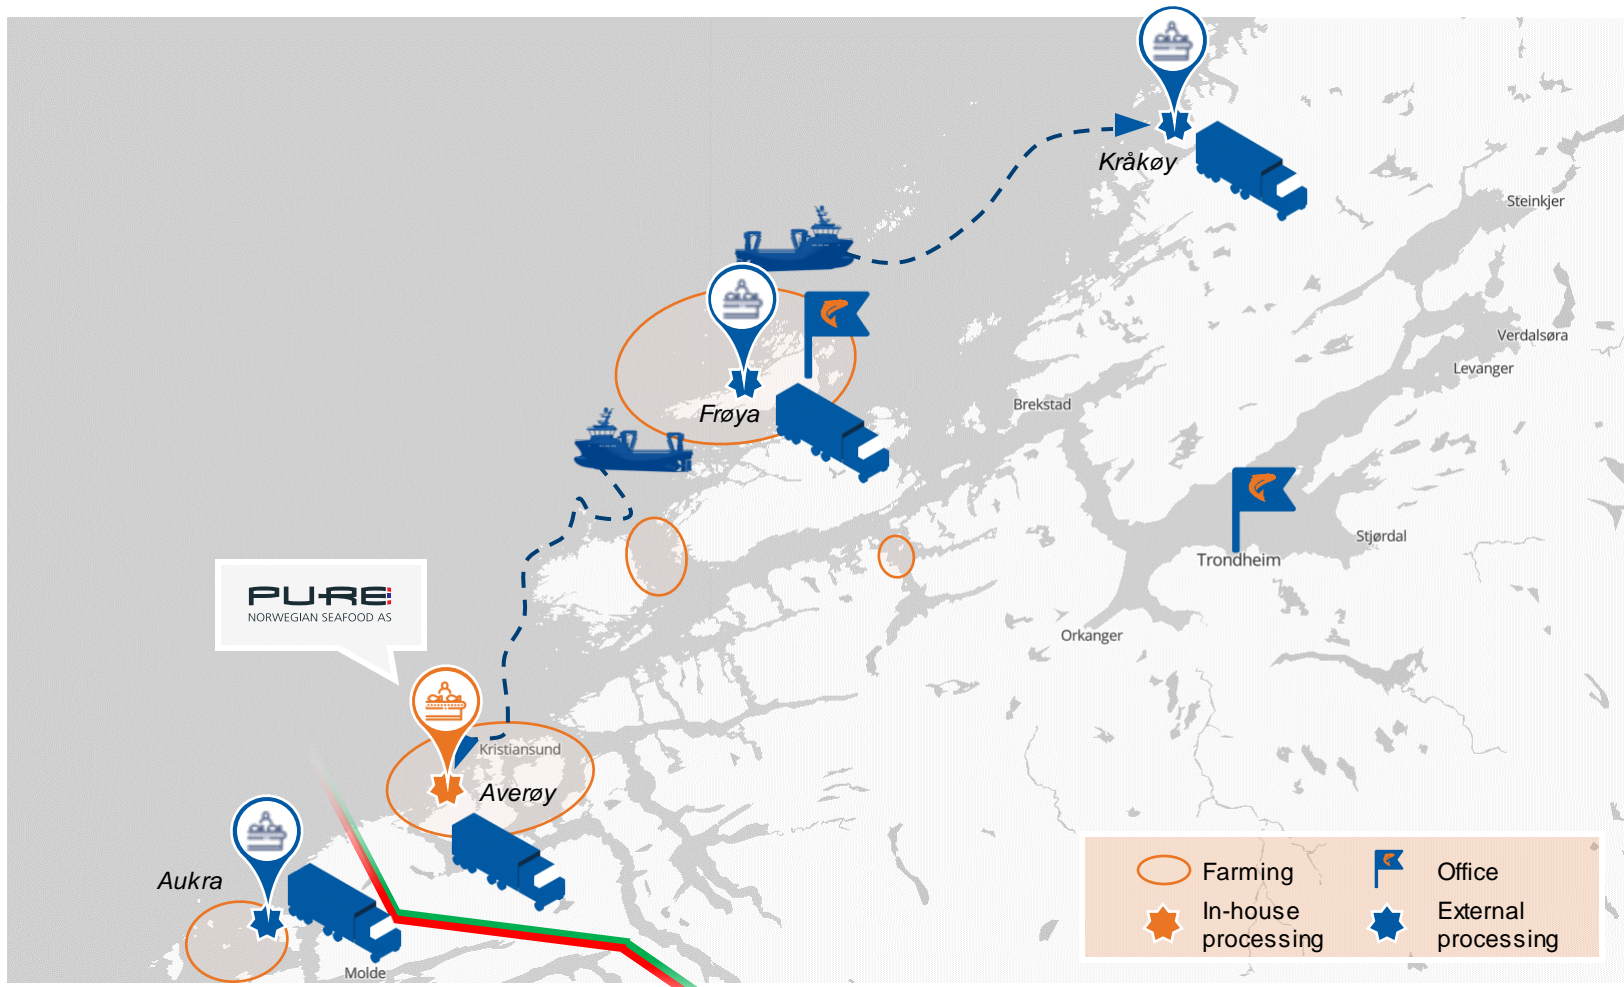 Kråkøy
Steinkjer
Verdalsøra
Levanger
Brekstad
Frøya
Stjørdal
Trondheim
PURE
NORWEGIAN SEAFOOD AS
Orkanger
Kristiansund
Averøy
Aukra
Molde
Farming
Office
In-house
processing
External
processing